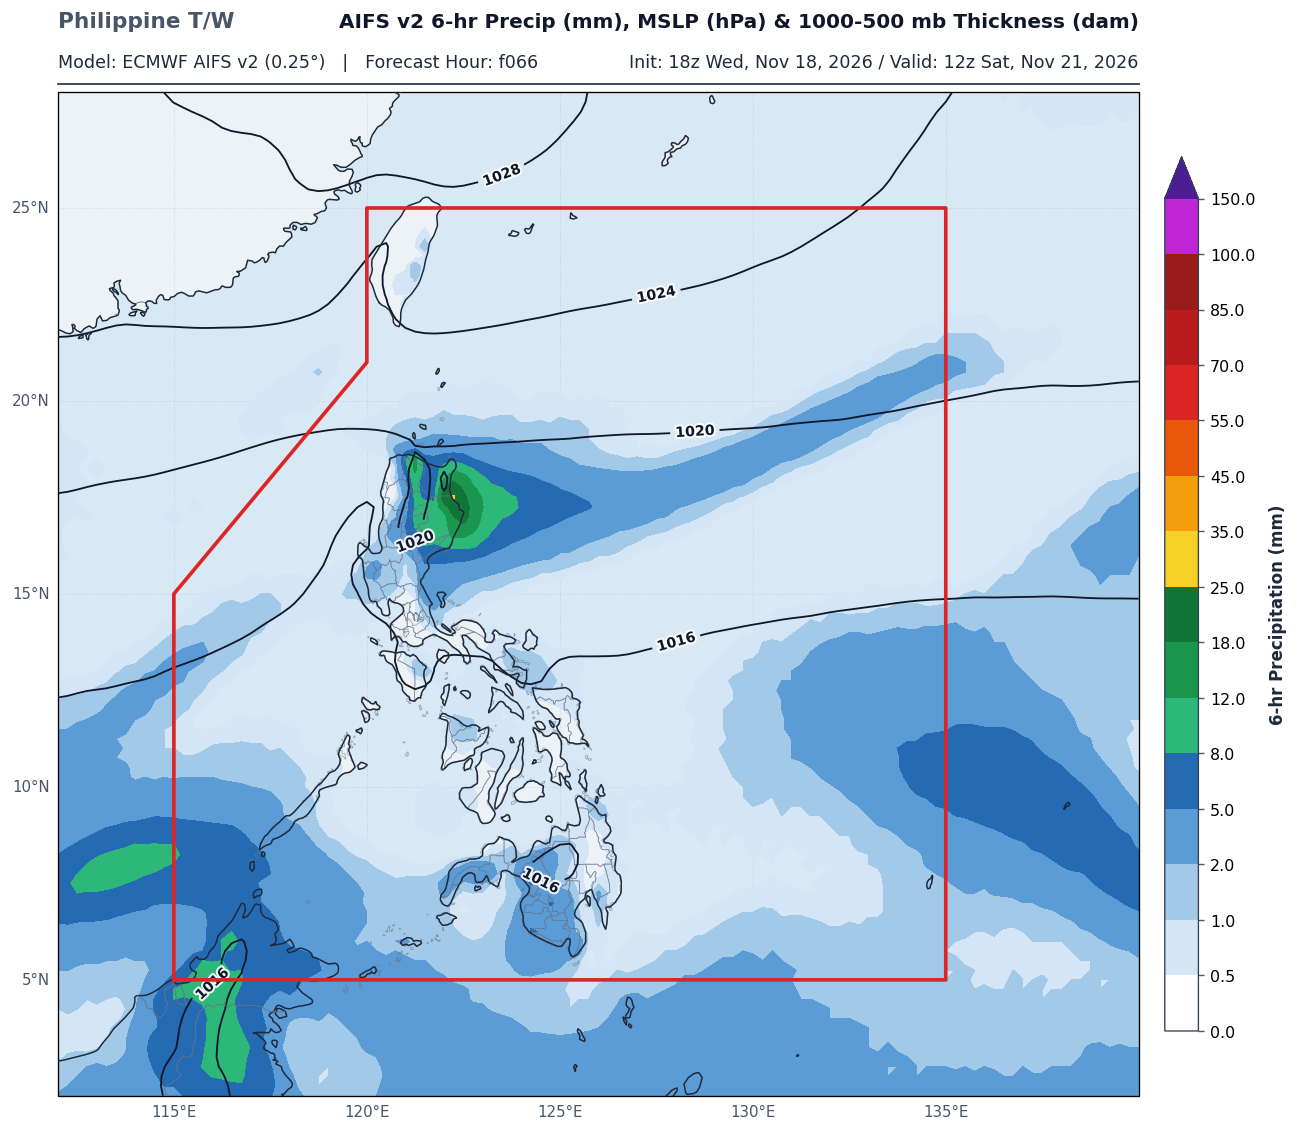 Philippine T/W
AIFS v2 6-hr Precip (mm), MSLP (hPa) & 1000-500 mb Thickness (dam)
Model: ECMWF AIFS v2 (0.25°) | Forecast Hour: f066
Init: 18z Wed, Nov 18, 2026 / Valid: 12z Sat, Nov 21, 2026
1028
1024
1020
1020
1016
1016
1016
25°N
20°N
15°N
10°N
5°N
115°E
120°E
125°E
130°E
135°E
150.0
100.0
85.0
70.0
55.0
45.0
35.0
25.0
18.0
12.0
8.0
5.0
2.0
1.0
0.5
0.0
6-hr Precipitation (mm)